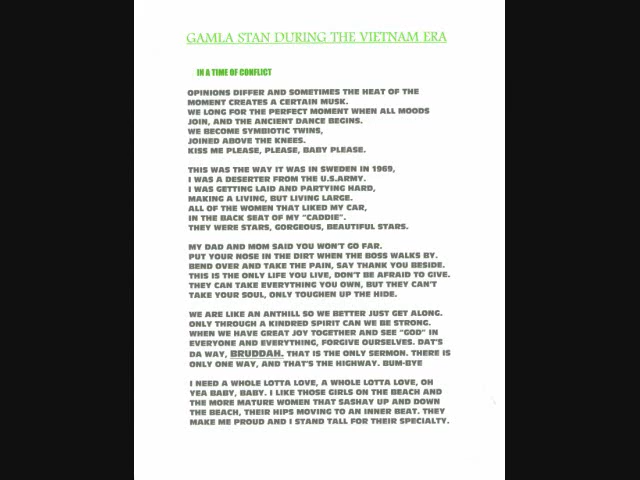 GAMLA STAN DURING THE VIETNAM ERA
IN A TIME OF CONFLICT
OPINIONS DIFFER AND SOMETIMES THE HEAT OF THE
MOMENT CREATES A CERTAIN MUSK.
WE LONG FOR THE PERFECT MOMENT WHEN ALL MOODS
JOIN, AND THE ANCIENT DANCE BEGINS.
WE BECOME SYMBIOTIC TWINS,
JOINED ABOVE THE KNEES.
KISS ME PLEASE, PLEASE, BABY PLEASE.
THIS WAS THE WAY IT WAS IN SWEDEN IN 1969,
I WAS A DESERTER FROM THE U.S.ARMY.
I WAS GETTING LAID AND PARTYING HARD,
MAKING A LIVING, BUT LIVING LARGE.
ALL OF THE WOMEN THAT LIKED MY CAR,
IN THE BACK SEAT OF MY "CADDIE".
THEY WERE STARS, GORGEOUS, BEAUTIFUL STARS.
MY DAD AND MOM SAID YOU WON'T GO FAR.
PUT YOUR NOSE IN THE DIRT WHEN THE BOSS WALKS BY.
BEND OVER AND TAKE THE PAIN, SAY THANK YOU BESIDE.
THIS IS THE ONLY LIFE YOU LIVE, DON'T BE AFRAID TO GIVE.
THEY CAN TAKE EVERYTHING YOU OWN, BUT THEY CAN'T
TAKE YOUR SOUL, ONLY TOUGHEN UP THE HIDE.
WE ARE LIKE AN ANTHILL SO WE BETTER JUST GET ALONG.
ONLY THROUGH A KINDRED SPIRIT CAN WE BE STRONG.
WHEN WE HAVE GREAT JOY TOGETHER AND SEE "GOD" IN
EVERYONE AND EVERYTHING, FORGIVE OURSELVES. DAT'S
DA WAY, BRUDDAH. THAT IS THE ONLY SERMON. THERE IS
ONLY ONE WAY, AND THAT'S THE HIGHWAY. BUM-BYE
I NEED A WHOLE LOTTA LOVE, A WHOLE LOTTA LOVE, OH
YEA BABY, BABY. I LIKE THOSE GIRLS ON THE BEACH AND
THE MORE MATURE WOMEN THAT SASHAY UP AND DOWN
THE BEACH, THEIR HIPS MOVING TO AN INNER BEAT. THEY
MAKE ME PROUD AND I STAND TALL FOR THEIR SPECIALTY.